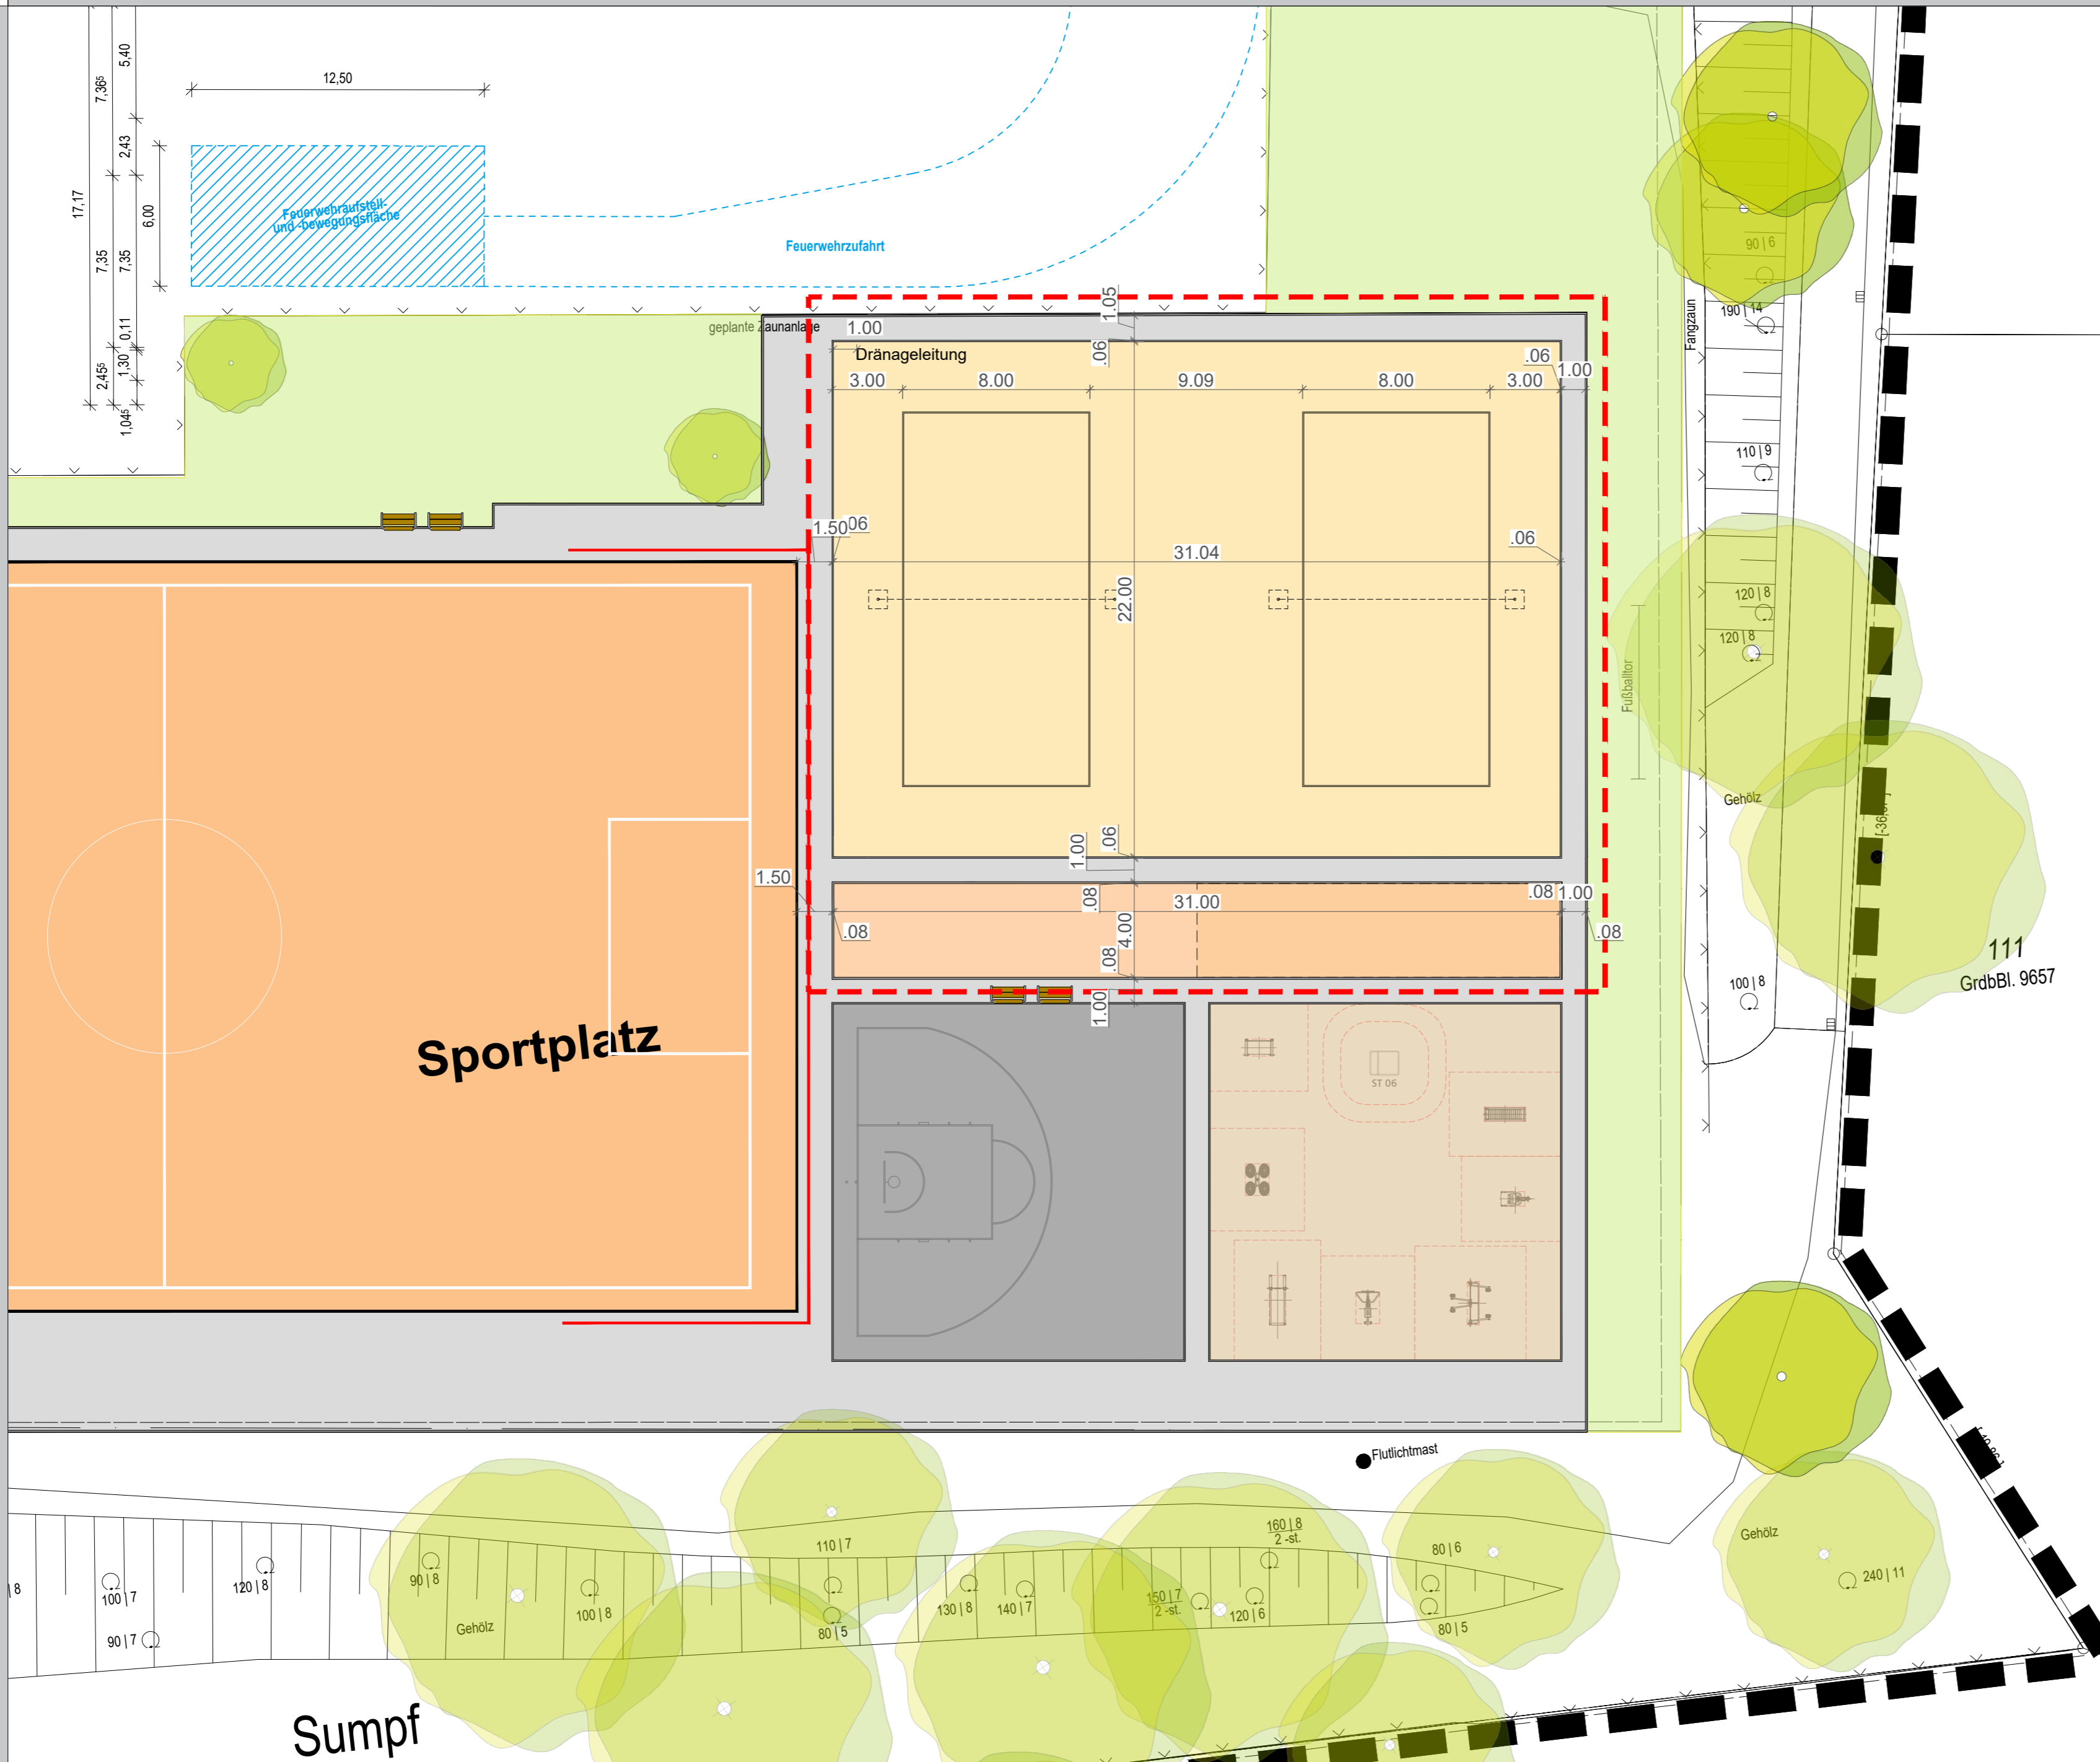 5,40
7,36⁵
12,50
2,43
17,17
6,00
Feuerwehraufstell-
und -bewegungsfläche
7,35
7,35
Feuerwehrzufahrt
90 | 6
190 | 14
Fangzaun
1.05
geplante Zaunanlage
1.00
0,11
1,30
2,45⁵
1,04⁵
.06
Dränageleitung
.06
1.00
3.00
8.00
9.09
8.00
3.00
110 | 9
1.50
06
31.04
.06
22.00
120 | 8
120 | 8
Fußballtor
Gehölz
1.00
.06
1.50
.08
31.00
.08
1.00
.08
4.00
.08
.08
111
GrdbBl. 9657
100 | 8
1.00
Sportplatz
ST 06
Flutlichtmast
160 | 8
2 -st.
110 | 7
80 | 6
Gehölz
240 | 11
| 8
100 | 7
120 | 8
90 | 8
100 | 8
130 | 8
140 | 7
150 | 7
2 -st.
120 | 6
80 | 5
80 | 5
Gehölz
90 | 7
Sumpf